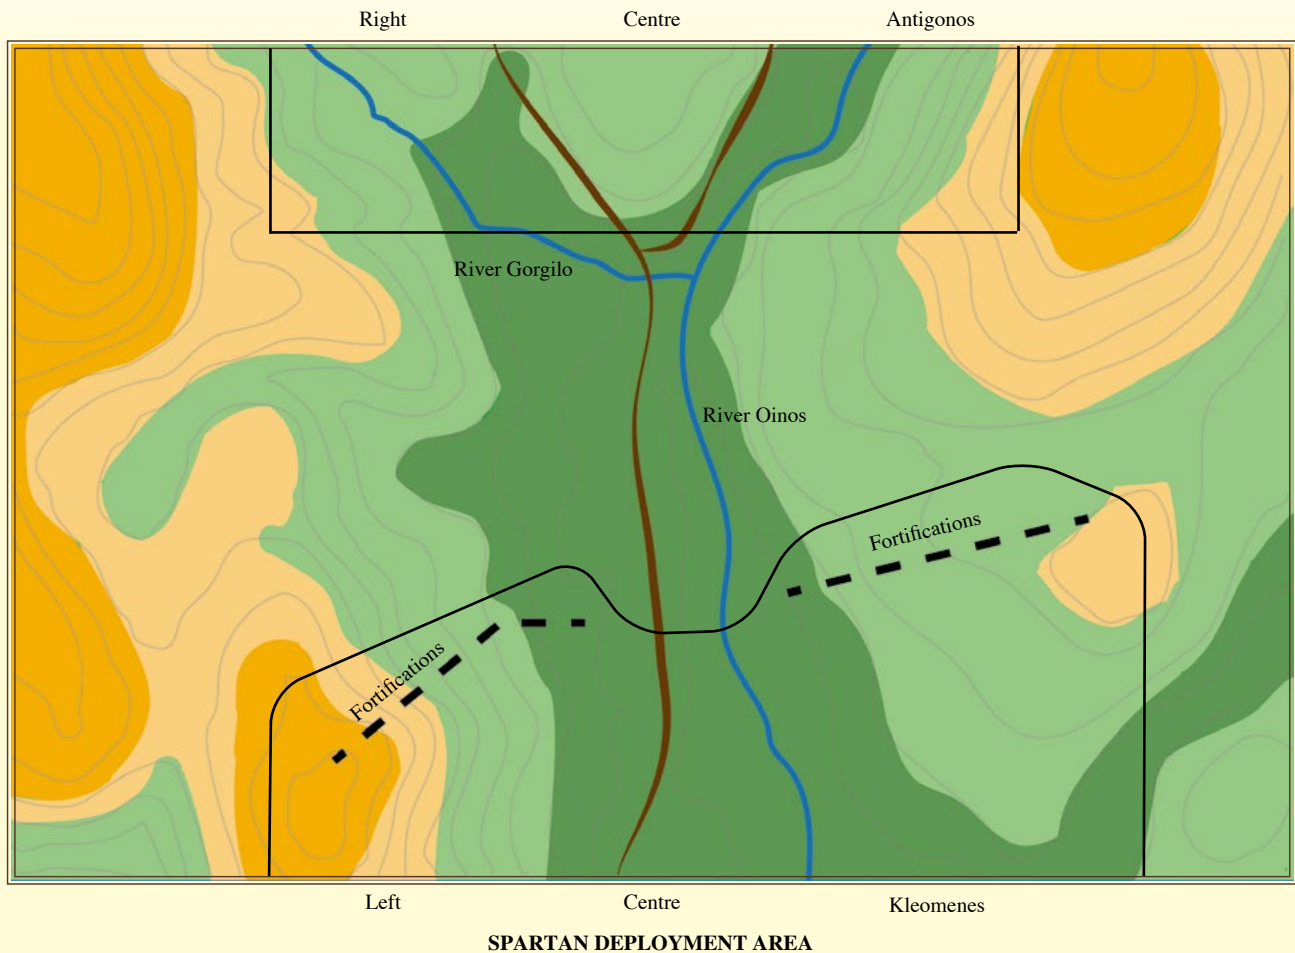 Right Centre Antigonos
River Gorgilo
River Oinos
Fortifications
Fortifications
Left Centre Kleomenes
SPARTAN DEPLOYMENT AREA